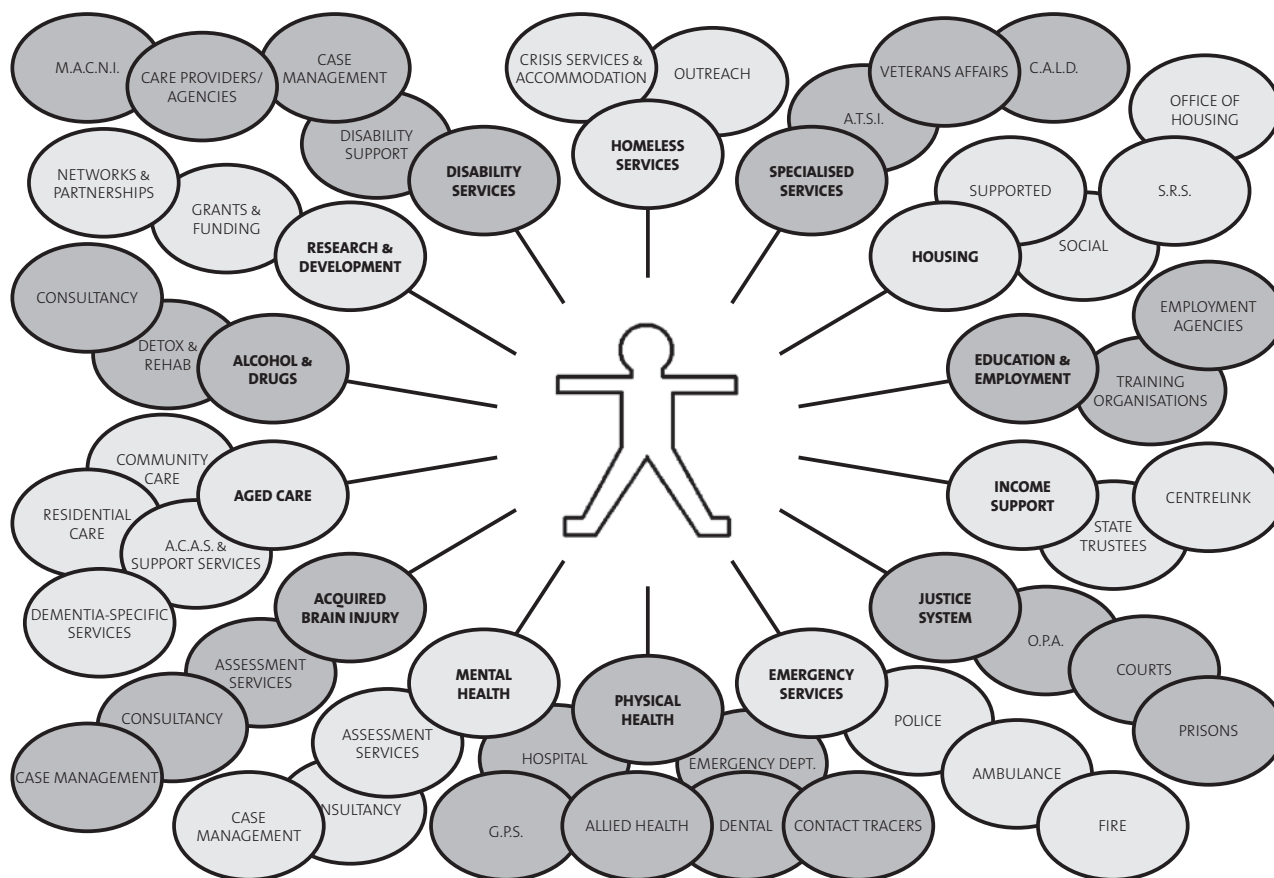 M.A.C.N.I.
CARE PROVIDERS/
AGENCIES
CASE
MANAGEMENT
DISABILITY
SUPPORT
DISABILITY
SERVICES
CRISIS SERVICES &
ACCOMMODATION
OUTREACH
HOMELESS
SERVICES
SPECIALISED
SERVICES
A.T.S.I.
VETERANS AFFAIRS
C.A.L.D.
OFFICE OF
HOUSING
S.R.S.
SOCIAL
SUPPORTED
HOUSING
NETWORKS &
PARTNERSHIPS
GRANTS &
FUNDING
RESEARCH &
DEVELOPMENT
CONSULTANCY
DETOX &
REHAB
ALCOHOL &
DRUGS
EDUCATION &
EMPLOYMENT
TRAINING
ORGANISATIONS
EMPLOYMENT
AGENCIES
COMMUNITY
CARE
RESIDENTIAL
CARE
A.C.A.S. &
SUPPORT SERVICES
DEMENTIA-SPECIFIC
SERVICES
AGED CARE
INCOME
SUPPORT
STATE
TRUSTEES
CENTRELINK
ACQUIRED
BRAIN INJURY
ASSESSMENT
SERVICES
CONSULTANCY
CASE MANAGEMENT
JUSTICE
SYSTEM
O.P.A.
COURTS
PRISONS
MENTAL
HEALTH
ASSESSMENT
SERVICES
NSULTANCY
CASE
MANAGEMENT
PHYSICAL
HEALTH
HOSPITAL
EMERGENCY DEPT.
G.P.S.
ALLIED HEALTH
DENTAL
CONTACT TRACERS
EMERGENCY
SERVICES
POLICE
AMBULANCE
FIRE